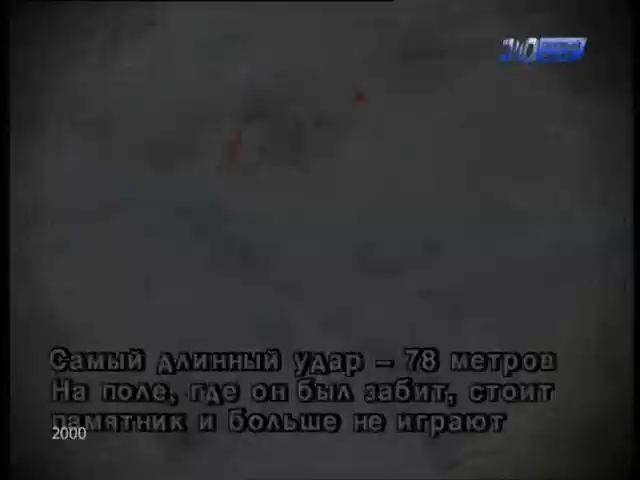 Самый длинный удар – 78 метров
На поле, где он был забит, стоит
памятник и больше не играют
2000